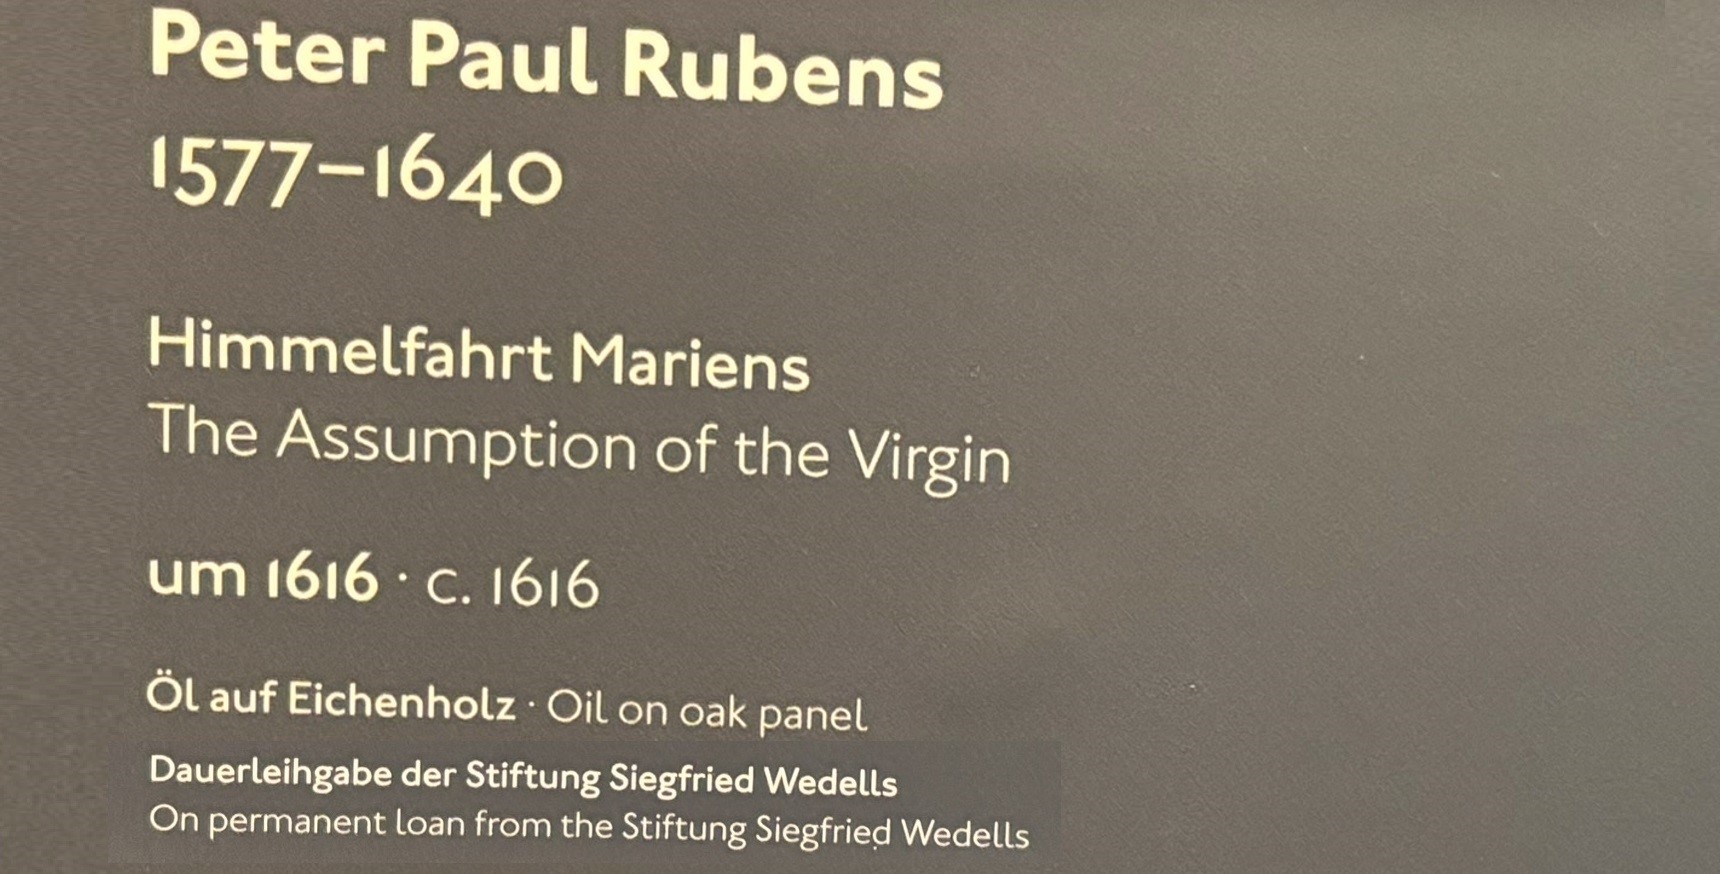 Peter Paul Rubens
1577–1640
Himmelfahrt Mariens
The Assumption of the Virgin
um 1616 · c. 1616
Öl auf Eichenholz · Oil on oak panel
Dauerleihgabe der Stiftung Siegfried Wedells
On permanent loan from the Stiftung Siegfried Wedells